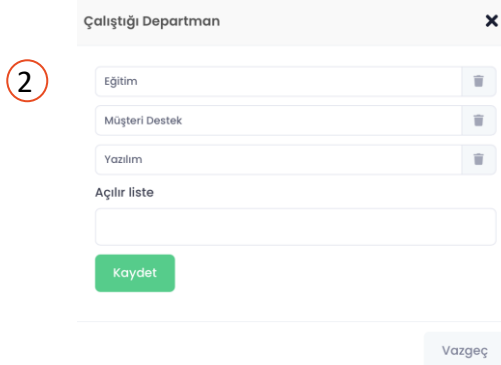 Çalıştığı Departman
2
Eğitim
Müşteri Destek
Yazılım
Açılır liste
Kaydet
Vazgeç